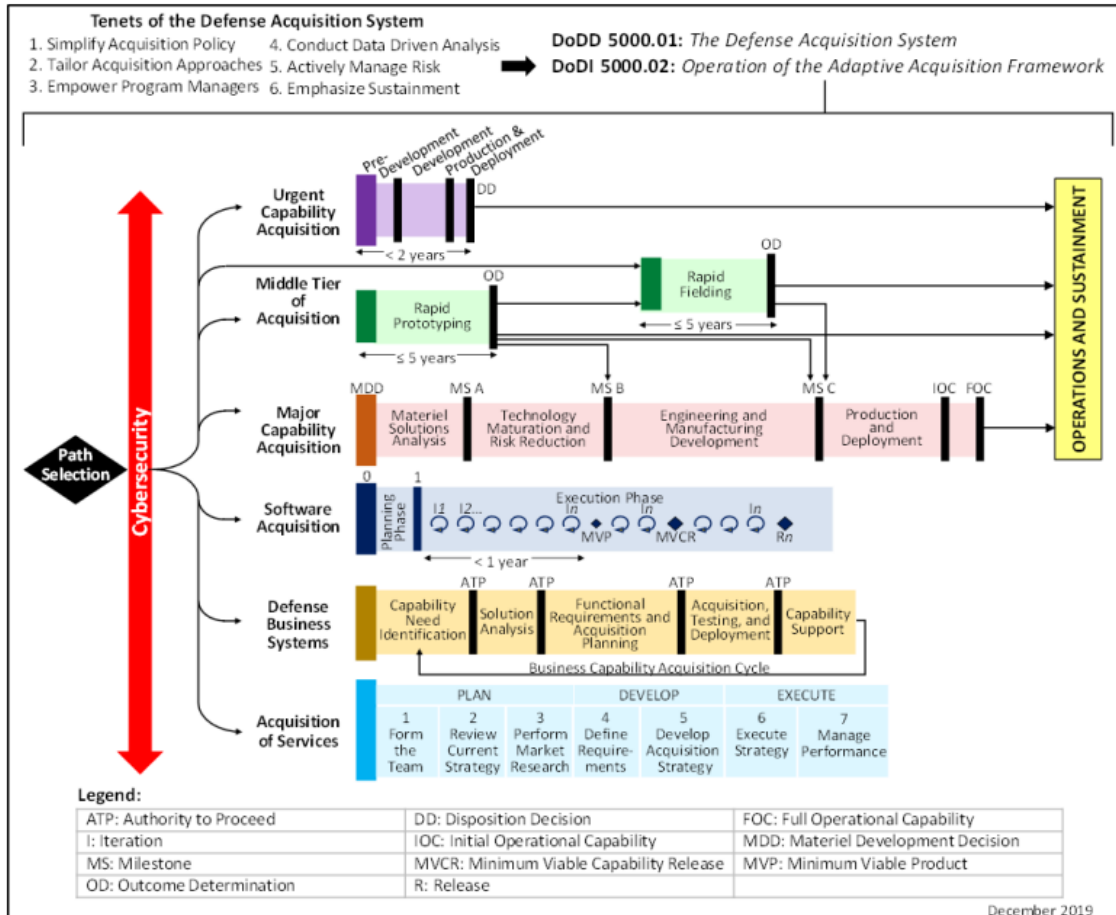 Tenets of the Defense Acquisition System
1. Simplify Acquisition Policy
2. Tailor Acquisition Approaches
3. Empower Program Managers
4. Conduct Data Driven Analysis
5. Actively Manage Risk
6. Emphasize Sustainment
DoDD 5000.01: The Defense Acquisition System
DoDI 5000.02: Operation of the Adaptive Acquisition Framework
Path
Selection
Cybersecurity
Urgent
Capability
Acquisition
Pre-
Development
Development
Production &
Deployment
DD
< 2 years
Middle Tier
of
Acquisition
Rapid
Prototyping
OD
≤ 5 years
Rapid
Fielding
OD
≤ 5 years
Major
Capability
Acquisition
MDD
Materiel
Solutions
Analysis
MS A
Technology
Maturation and
Risk Reduction
MS B
Engineering and
Manufacturing
Development
MS C
Production
and
Deployment
IOC
FOC
OPERATIONS AND SUSTAINMENT
Software
Acquisition
0
Planning
Phase
1
Execution Phase
I1
I2...
In
In
In
MVP
MVCR
Rn
< 1 year
Defense
Business
Systems
Capability
Need
Identification
ATP
Solution
Analysis
ATP
Functional
Requirements and
Acquisition
Planning
ATP
Acquisition,
Testing, and
Deployment
ATP
Capability
Support
Business Capability Acquisition Cycle
Acquisition
of Services
PLAN
DEVELOP
EXECUTE
1
Form
the
Team
2
Review
Current
Strategy
3
Perform
Market
Research
4
Define
Require-
ments
5
Develop
Acquisition
Strategy
6
Execute
Strategy
7
Manage
Performance
Legend:
ATP: Authority to Proceed
DD: Disposition Decision
FOC: Full Operational Capability
I: Iteration
IOC: Initial Operational Capability
MDD: Materiel Development Decision
MS: Milestone
MVCR: Minimum Viable Capability Release
MVP: Minimum Viable Product
OD: Outcome Determination
R: Release
December 2019